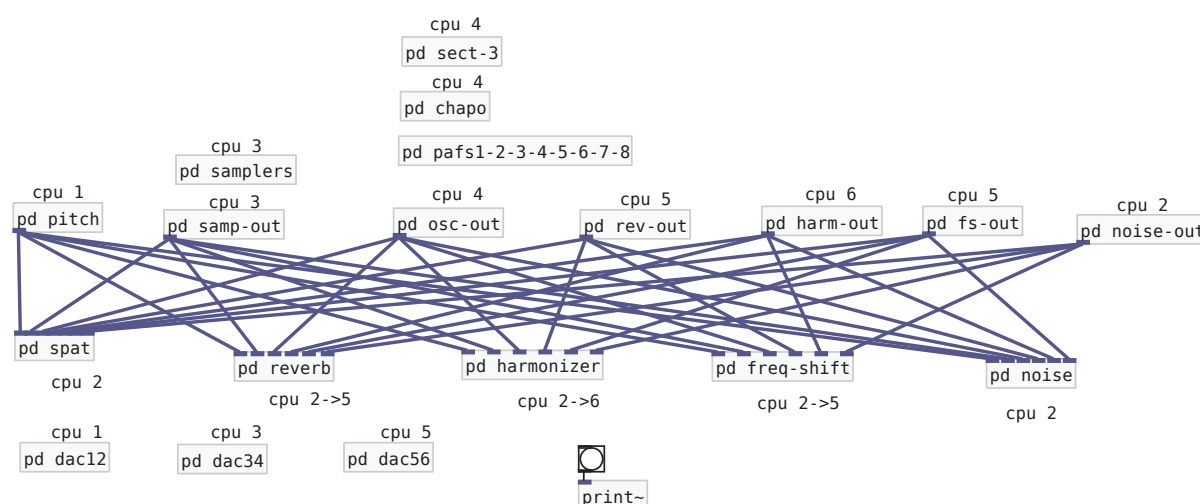 cpu 4
pd sect-3
cpu 4
pd chapo
pd pafs1-2-3-4-5-6-7-8
cpu 3
pd samplers
cpu 1
pd pitch
cpu 3
pd samp-out
cpu 4
pd osc-out
cpu 5
pd rev-out
cpu 6
pd harm-out
cpu 5
pd fs-out
cpu 2
pd noise-out
pd spat
cpu 2
pd reverb
cpu 2->5
pd harmonizer
cpu 2->6
pd freq-shift
cpu 2->5
pd noise
cpu 2
cpu 1
pd dac12
cpu 3
pd dac34
cpu 5
pd dac56
print~